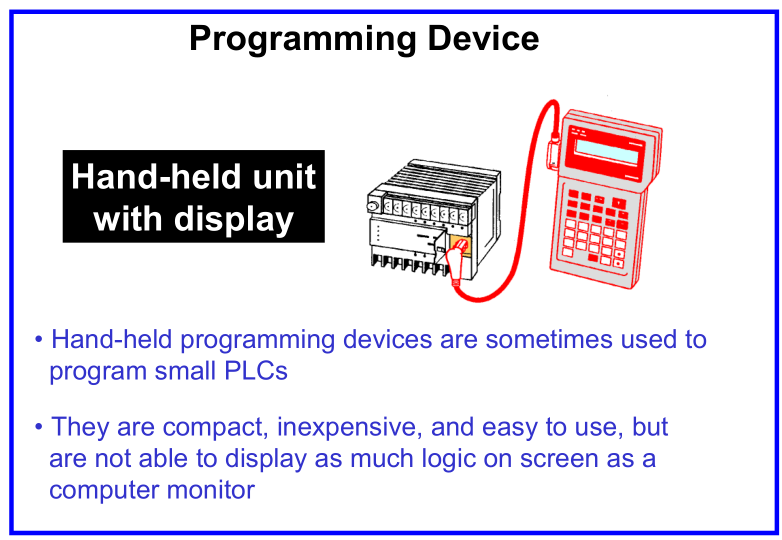 Programming Device
Hand-held unit
with display
• Hand-held programming devices are sometimes used to
program small PLCs
• They are compact, inexpensive, and easy to use, but
are not able to display as much logic on screen as a
computer monitor